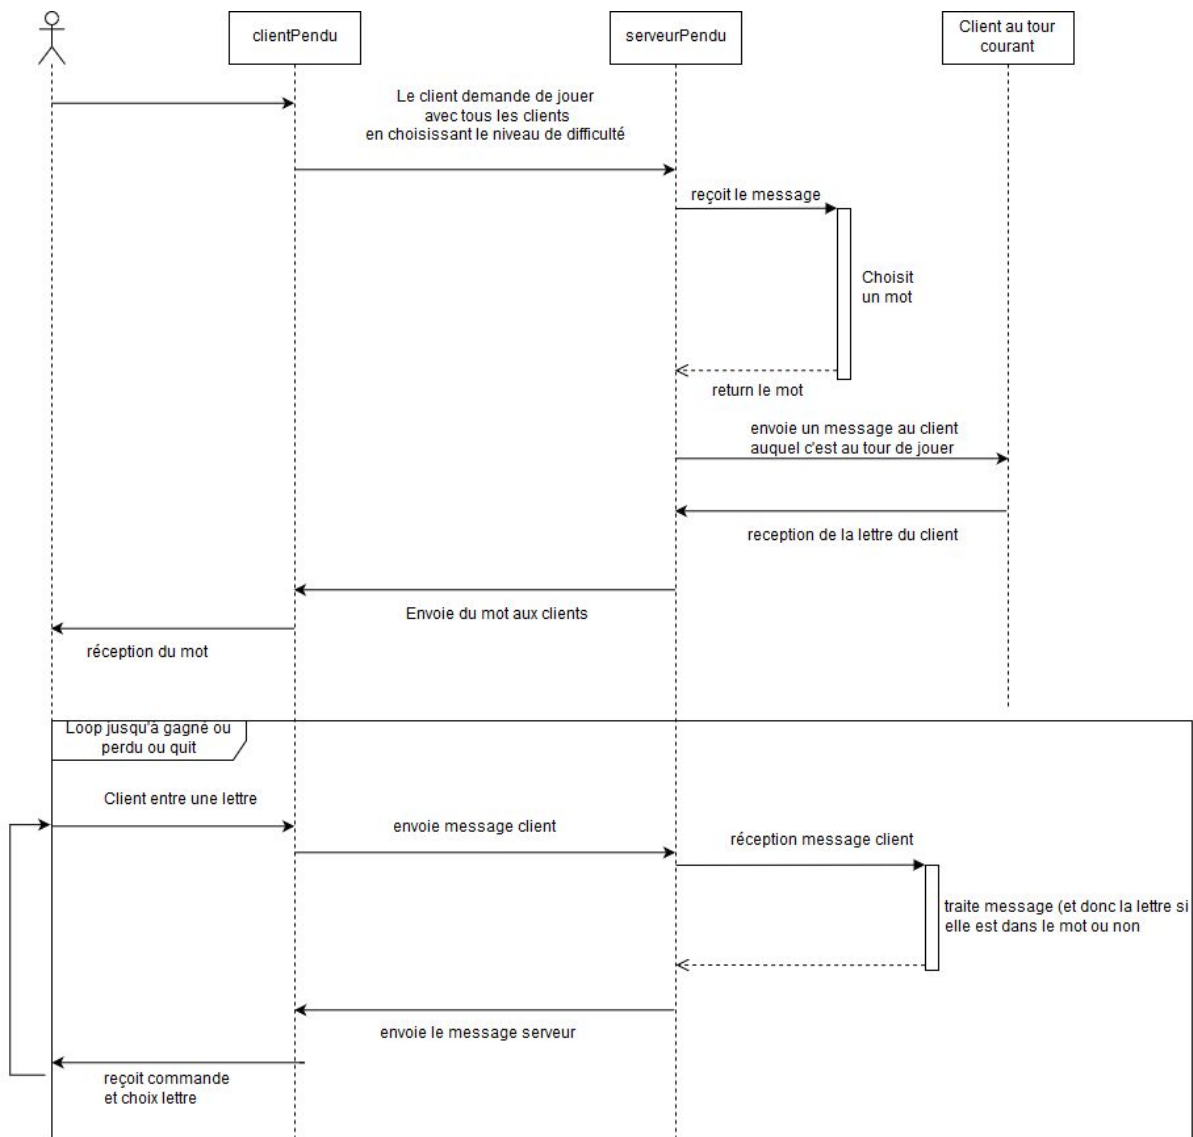 clientPendu
serveurPendu
Client au tour
courant
Le client demande de jouer
avec tous les clients
en choisissant le niveau de difficulté
reçoit le message
Choisit
un mot
return le mot
envoie un message au client
auquel c'est au tour de jouer
reception de la lettre du client
Envoie du mot aux clients
réception du mot
Loop jusqu'à gagné ou
perdu ou quit
Client entre une lettre
envoie message client
réception message client
traite message (et donc la lettre si
elle est dans le mot ou non
envoie le message serveur
reçoit commande
et choix lettre